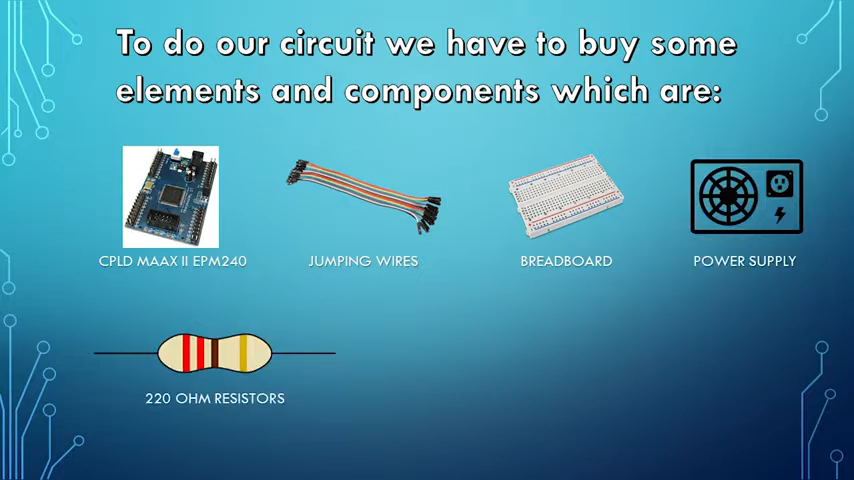 To do our circuit we have to buy some
elements and components which are:
CPLD MAAX II EPM240
JUMPING WIRES
BREADBOARD
POWER SUPPLY
220 OHM RESISTORS